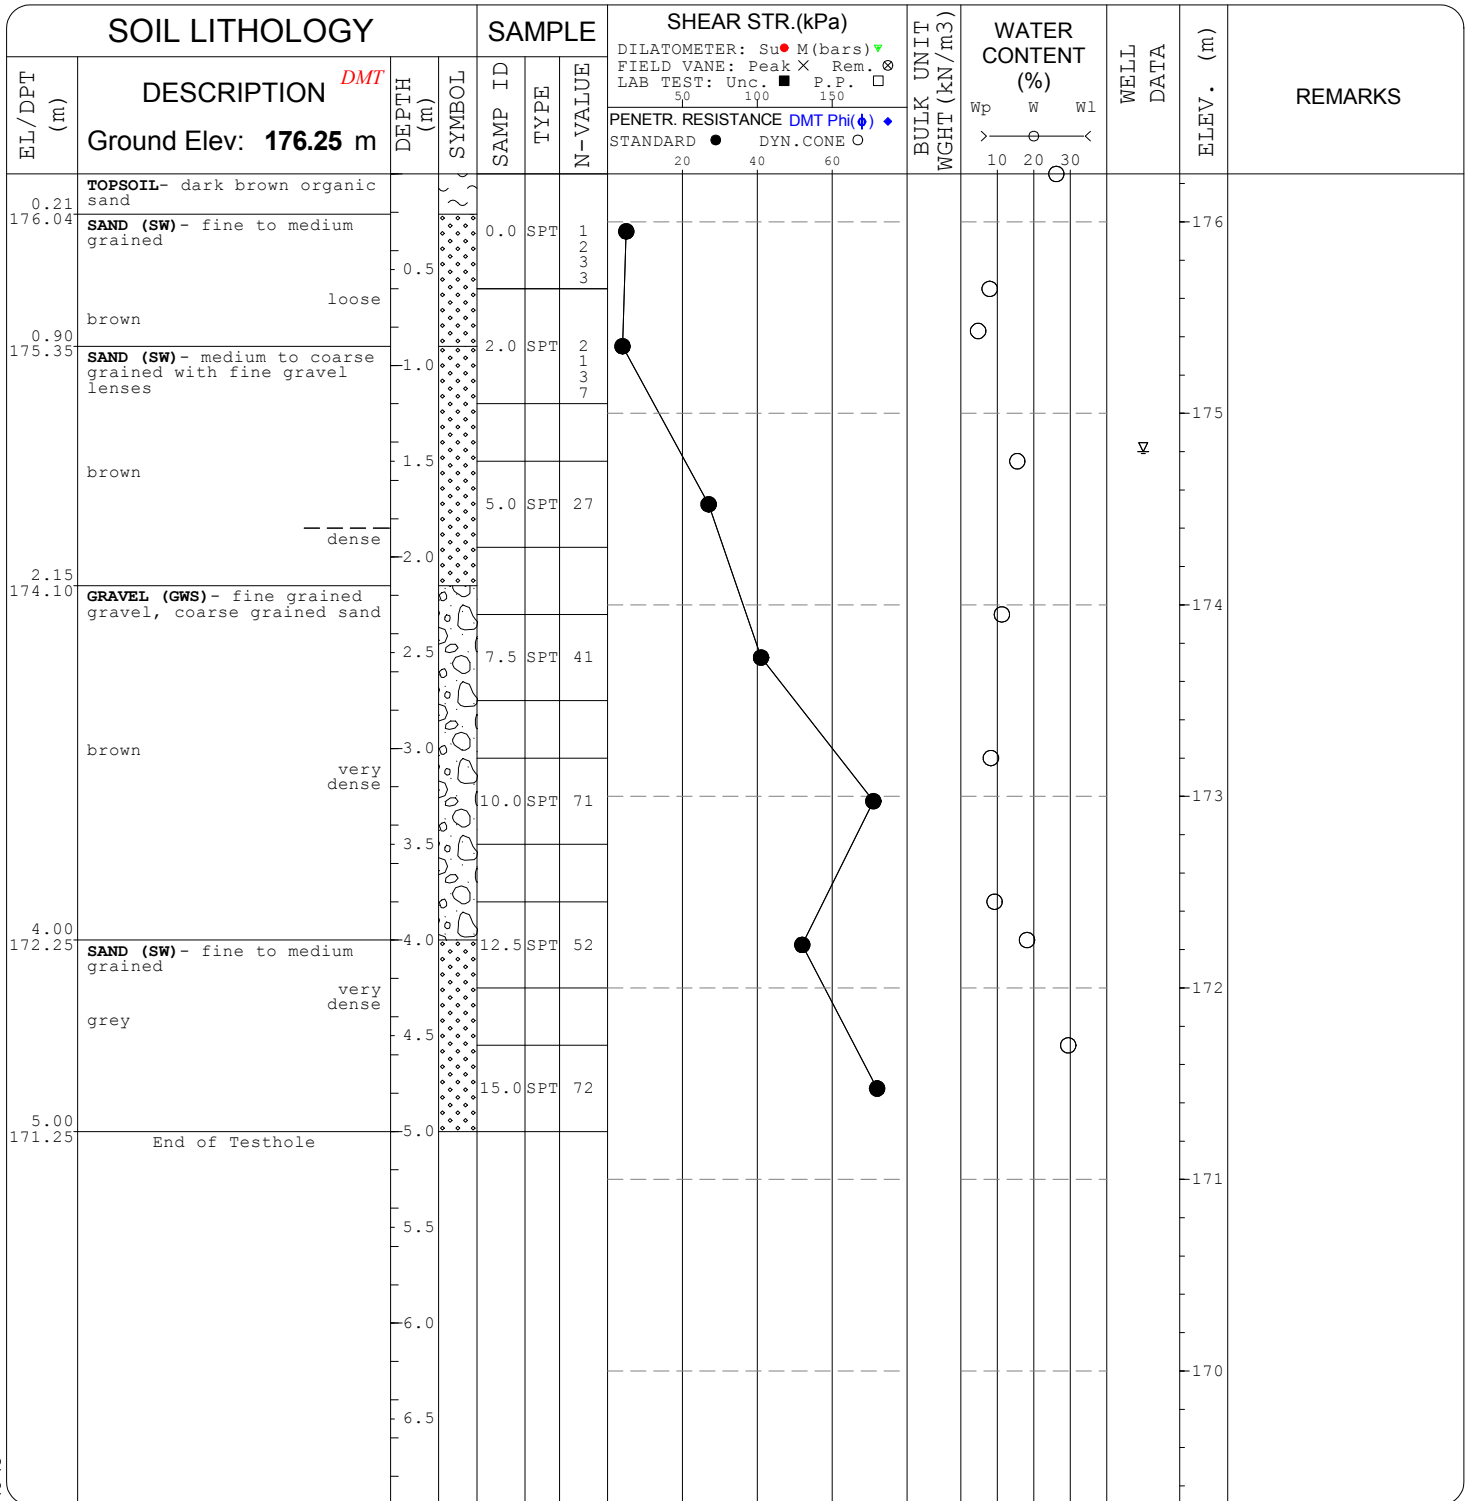 SOIL LITHOLOGY
SAMPLE
SHEAR STR.(kPa)
DILATOMETER: Su M(bars)
FIELD VANE: Peak Rem.
LAB TEST: Unc. P.P.
50 100 150
PENETR. RESISTANCE DMT Phi(ϕ)
STANDARD DYN.CONE
20 40 60
BULK UNIT
WGHT(kN/m3)
WATER
CONTENT
(%)
Wp W Wl
10 20 30
WELL
DATA
ELEV. (m)
REMARKS
EL/DPT
(m)
DESCRIPTION DMT
Ground Elev: 176.25 m
DEPTH
(m)
SYMBOL
SAMP ID
TYPE
N-VALUE
TOPSOIL- dark brown organic
sand
0.21
176.04
SAND (SW)- fine to medium
grained
loose
brown
0.90
175.35
SAND (SW)- medium to coarse
grained with fine gravel
lenses
brown
dense
2.15
174.10
GRAVEL (GWS)- fine grained
gravel, coarse grained sand
brown
very
dense
4.00
172.25
SAND (SW)- fine to medium
grained
very
dense
grey
5.00
171.25
End of Testhole
0.5
1.0
1.5
2.0
2.5
3.0
3.5
4.0
4.5
5.0
5.5
6.0
6.5
0.0 SPT 1
2
3
3
2.0 SPT 2
1
3
7
5.0 SPT 27
7.5 SPT 41
10.0 SPT 71
12.5 SPT 52
15.0 SPT 72
176
175
174
173
172
171
170